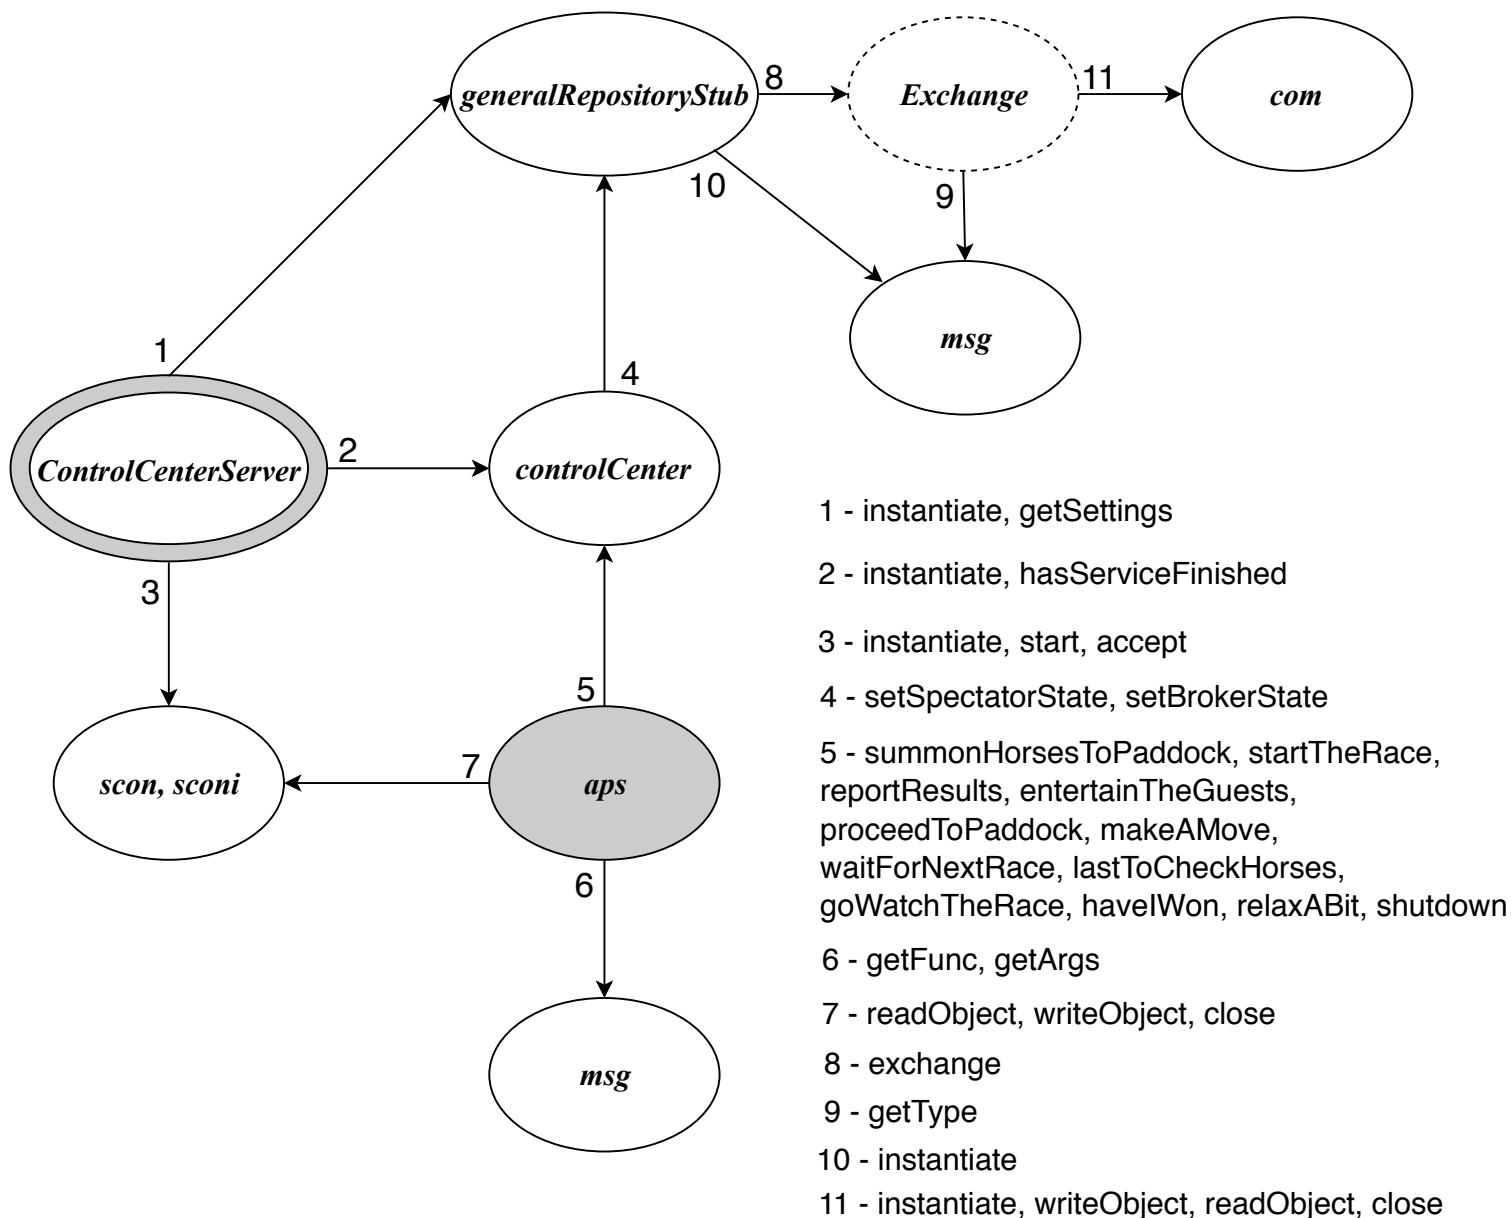 generalRepositoryStub
8
Exchange
11
com
10
9
1
msg
4
ControlCenterServer
2
controlCenter
3
5
scon, sconi
7
aps
6
msg
1 - instantiate, getSettings
2 - instantiate, hasServiceFinished
3 - instantiate, start, accept
4 - setSpectatorState, setBrokerState
5 - summonHorsesToPaddock, startTheRace,
reportResults, entertainTheGuests,
proceedToPaddock, makeAMove,
waitForNextRace, lastToCheckHorses,
goWatchTheRace, haveIWon, relaxABit, shutdown
6 - getFunc, getArgs
7 - readObject, writeObject, close
8 - exchange
9 - getType
10 - instantiate
11 - instantiate, writeObject, readObject, close